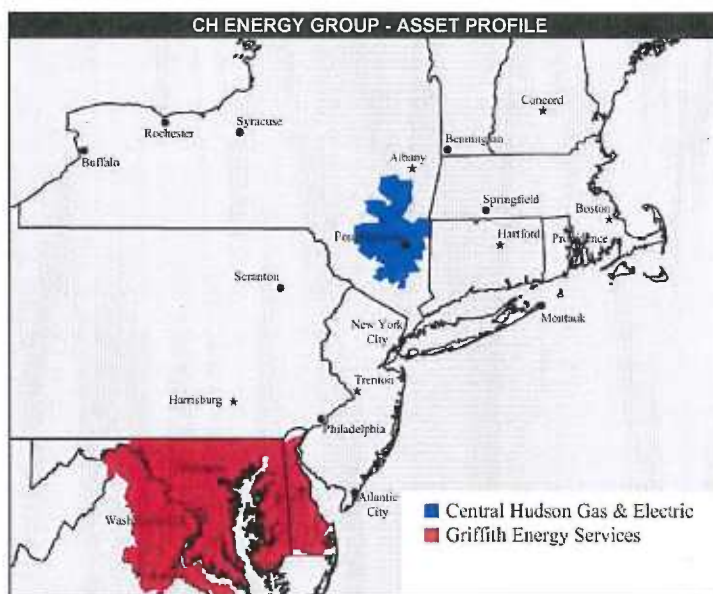 CH ENERGY GROUP - ASSET PROFILE
Concord
Syracuse
Rochester
Bennington
Buffalo
Albany
Springfield
Boston
Hartford
Providence
Scranton
New York
City
Montauk
Trenton
Harrisburg
Philadelphia
Atlantic
City
Central Hudson Gas & Electric
Griffith Energy Services